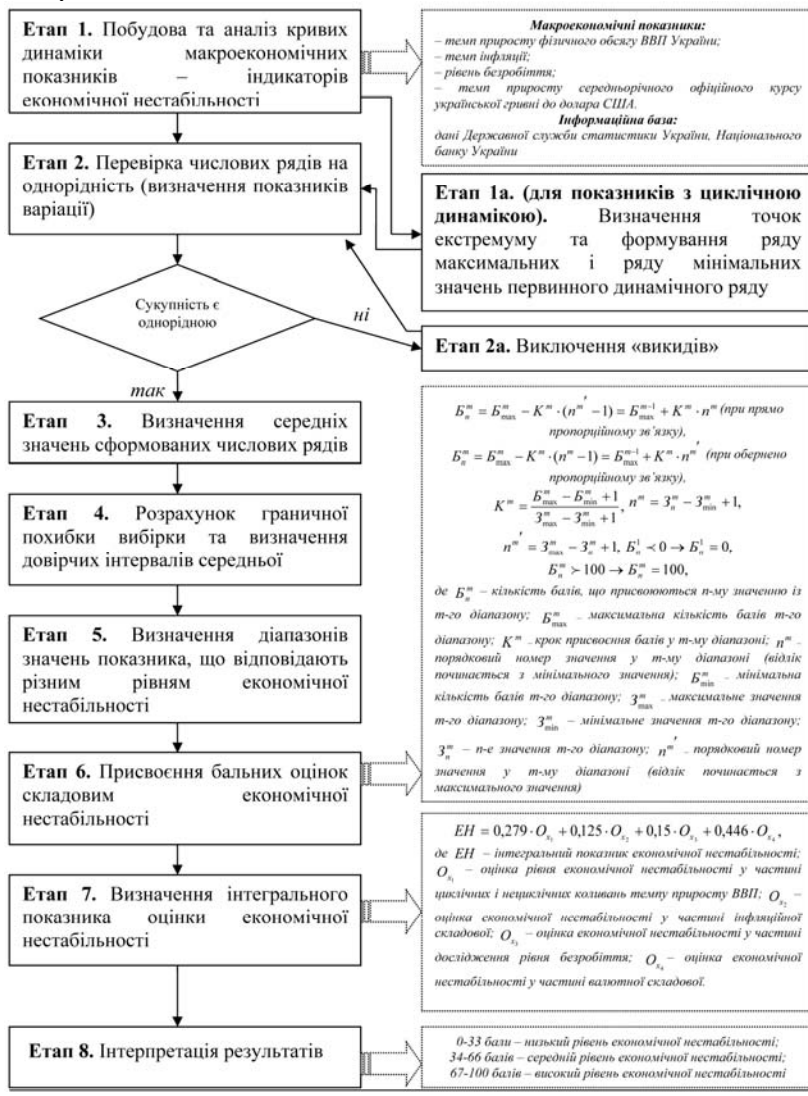 Етап 1. Побудова та аналіз кривих
динаміки макроекономічних
показників – індикаторів
економічної нестабільності
Макроекономічні показники:
– темп приросту фізичного обсягу ВВП України;
– темп інфляції;
– рівень безробіття;
– темп приросту середньорічного офіційного курсу
української гривні до долара США.
Інформаційна база:
дані Державної служби статистики України, Національного
банку України
Етап 2. Перевірка числових рядів на
однорідність (визначення показників
варіації)
Етап 1а. (для показників з циклічною
динамікою). Визначення точок
екстремуму та формування ряду
максимальних і ряду мінімальних
значень первинного динамічного ряду
Сукупність є
однорідною
ні
Етап 2а. Виключення «викидів»
так
Етап 3. Визначення середніх
значень сформованих числових рядів
Етап 4. Розрахунок граничної
похибки вибірки та визначення
довірчих інтервалів середньої
Етап 5. Визначення діапазонів
значень показника, що відповідають
різним рівням економічної
нестабільності
Етап 6. Присвоєння бальних оцінок
складовим економічної
нестабільності
Б_n^m = Б_max^m − K^m · (n^m′ − 1) = Б_max^{m-1} + K^m · n^m (при прямо
пропорційному зв'язку),
Б_n^m = Б_max^m − K^m · (n^m − 1) = Б_max^{m-1} + K^m · n^m′ (при обернено
пропорційному зв'язку),
K^m = (Б_max^m − Б_min^m + 1) / (З_max^m − З_min^m + 1), n^m = З_n^m − З_min^m + 1,
n^m′ = З_max^m − З_n^m + 1, Б_n^1 ≺ 0 → Б_n^1 = 0,
Б_n^m ≻ 100 → Б_n^m = 100,
де Б_n^m – кількість балів, що присвоюються n-му значенню із
m-го діапазону; Б_max^m – максимальна кількість балів m-го
діапазону; K^m – крок присвоєння балів у m-му діапазоні; n^m –
порядковий номер значення у m-му діапазоні (відлік
починається з мінімального значення); Б_min^m – мінімальна
кількість балів m-го діапазону; З_max^m – максимальне значення
m-го діапазону; З_min^m – мінімальне значення m-го діапазону;
З_n^m – n-е значення m-го діапазону; n^m′ – порядковий номер
значення у m-му діапазоні (відлік починається з
максимального значення)
Етап 7. Визначення інтегрального
показника оцінки економічної
нестабільності
EH = 0,279 · O_x1 + 0,125 · O_x2 + 0,15 · O_x3 + 0,446 · O_x4 ,
де EH – інтегральний показник економічної нестабільності;
O_x1 – оцінка рівня економічної нестабільності у частині
циклічних і нециклічних коливань темпу приросту ВВП; O_x2 –
оцінка економічної нестабільності у частині інфляційної
складової; O_x3 – оцінка економічної нестабільності у частині
дослідження рівня безробіття; O_x4 – оцінка економічної
нестабільності у частині валютної складової.
Етап 8. Інтерпретація результатів
0-33 бали – низький рівень економічної нестабільності;
34-66 балів – середній рівень економічної нестабільності;
67-100 балів – високий рівень економічної нестабільності